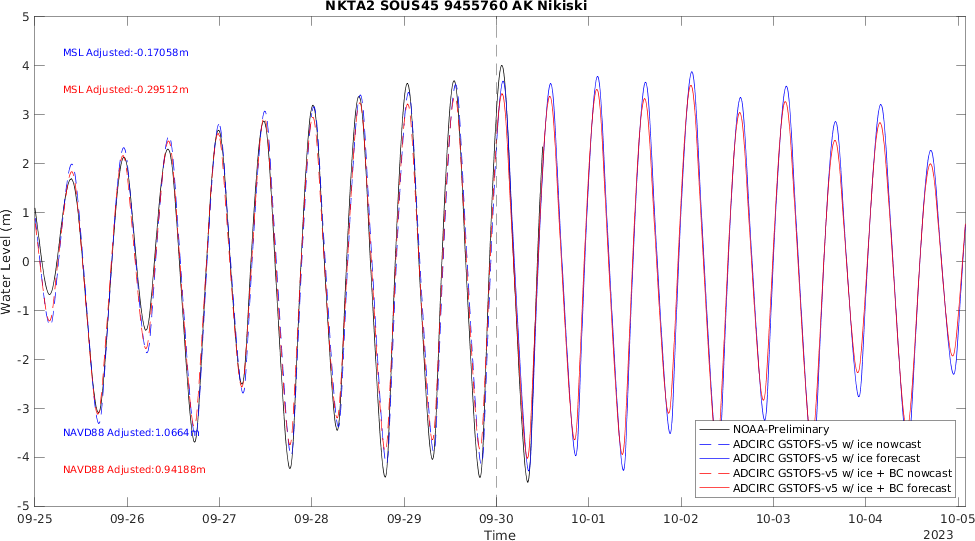 NKTA2 SOUS45 9455760 AK Nikiski
MSL Adjusted:-0.17058m
MSL Adjusted:-0.29512m
NAVD88 Adjusted:1.0664m
NAVD88 Adjusted:0.94188m
Water Level (m)
5
4
3
2
1
0
-1
-2
-3
-4
-5
NOAA-Preliminary
ADCIRC GSTOFS-v5 w/ ice nowcast
ADCIRC GSTOFS-v5 w/ ice forecast
ADCIRC GSTOFS-v5 w/ ice + BC nowcast
ADCIRC GSTOFS-v5 w/ ice + BC forecast
09-25 09-26 09-27 09-28 09-29 09-30 10-01 10-02 10-03 10-04 10-05
Time
2023